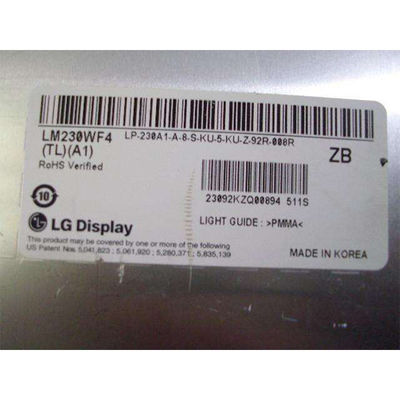 LM230WF4 LP-230A1-A-8-S-KU-5-KU-Z-92R-008R
(TL)(A1) ZB
RoHS Verified
10
23092KZQ00894 511S
LG Display
LIGHT GUIDE : >PMMA<
This product may be covered by one or more of the following
US Patent Nos. 5,041,823 ; 5,061,920 ; 5,280,371 ; 5,835,139
MADE IN KOREA